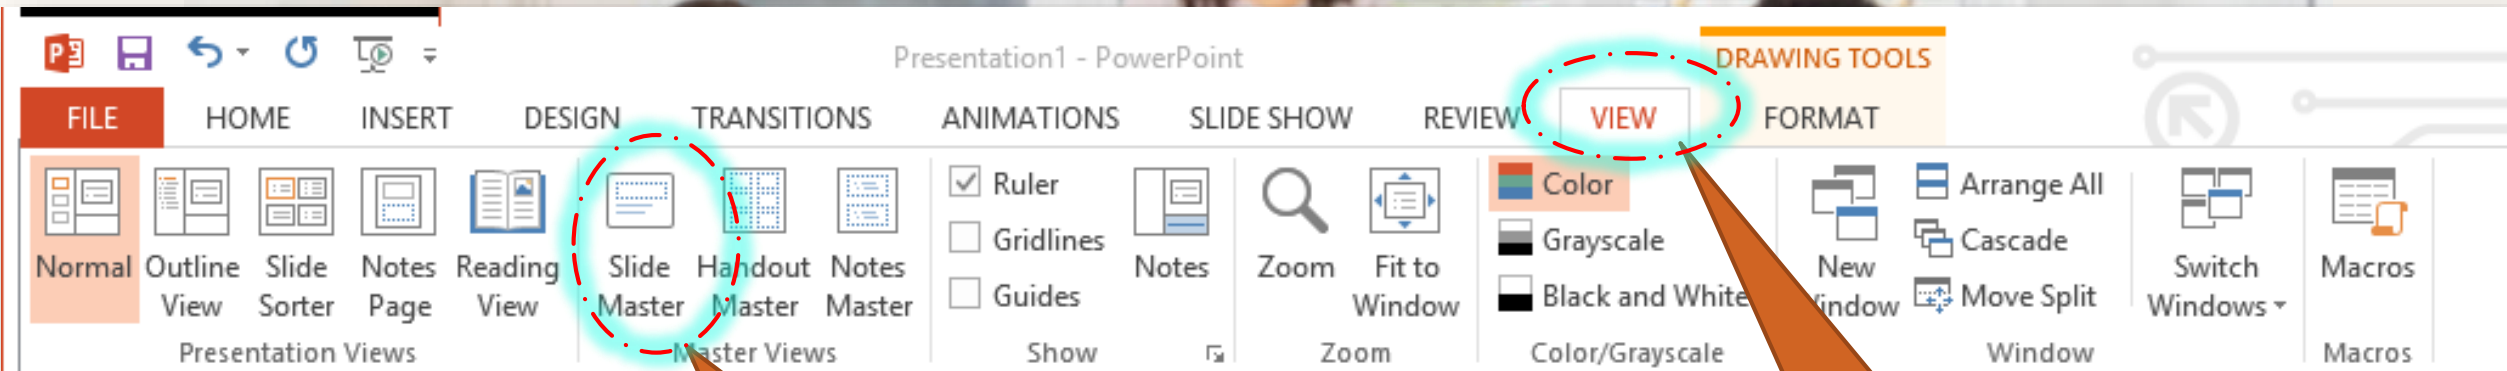 Presentation1 - PowerPoint
DRAWING TOOLS
FILE HOME INSERT DESIGN TRANSITIONS ANIMATIONS SLIDE SHOW REVIEW VIEW FORMAT
Normal
Outline View
Slide Sorter
Notes Page
Reading View
Presentation Views
Slide Master
Handout Master
Notes Master
Master Views
Ruler
Gridlines
Guides
Notes
Show
Zoom
Fit to Window
Zoom
Color
Grayscale
Black and White
Color/Grayscale
New Window
Arrange All
Cascade
Move Split
Switch Windows
Window
Macros
Macros